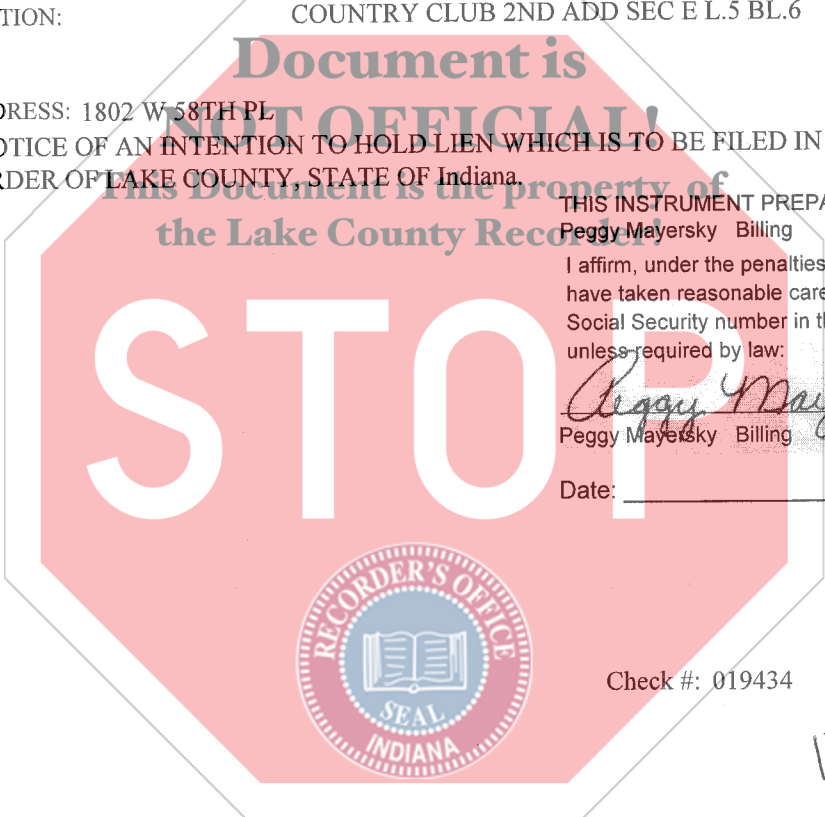 TION: COUNTRY CLUB 2ND ADD SEC E L.5 BL.6
Document is
NOT OFFICIAL!
DRESS: 1802 W 58TH PL
OTICE OF AN INTENTION TO HOLD LIEN WHICH IS TO BE FILED IN
RDER OF LAKE COUNTY, STATE OF Indiana.
This Document is the property of
the Lake County Recorder!
THIS INSTRUMENT PREPA
Peggy Mayersky Billing
I affirm, under the penalties
have taken reasonable care
Social Security number in th
unless required by law:
Peggy May
Peggy Mayersky Billing
Date:
STOP
RECORDER'S OFFICE
SEAL
INDIANA
Check #: 019434